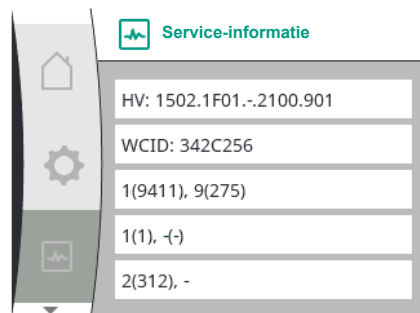 Service-informatie
HV: 1502.1F01.-.2100.901
WCID: 342C256
1(9411), 9(275)
1(1), -(-)
2(312), -